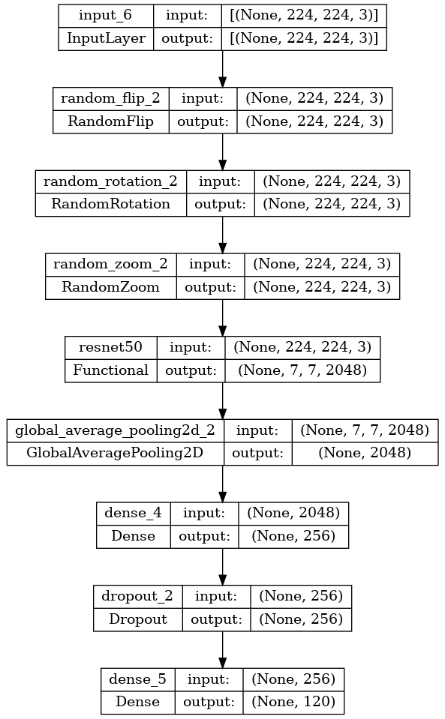 input_6 input: [(None, 224, 224, 3)]
InputLayer output: [(None, 224, 224, 3)]
random_flip_2 input: (None, 224, 224, 3)
RandomFlip output: (None, 224, 224, 3)
random_rotation_2 input: (None, 224, 224, 3)
RandomRotation output: (None, 224, 224, 3)
random_zoom_2 input: (None, 224, 224, 3)
RandomZoom output: (None, 224, 224, 3)
resnet50 input: (None, 224, 224, 3)
Functional output: (None, 7, 7, 2048)
global_average_pooling2d_2 input: (None, 7, 7, 2048)
GlobalAveragePooling2D output: (None, 2048)
dense_4 input: (None, 2048)
Dense output: (None, 256)
dropout_2 input: (None, 256)
Dropout output: (None, 256)
dense_5 input: (None, 256)
Dense output: (None, 120)